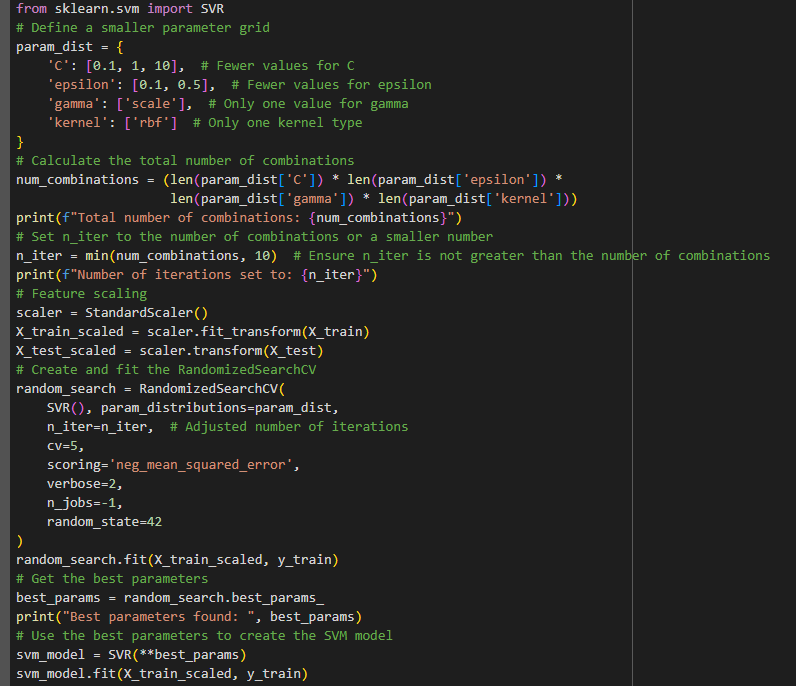 from sklearn.svm import SVR
# Define a smaller parameter grid
param_dist = {
    'C': [0.1, 1, 10],  # Fewer values for C
    'epsilon': [0.1, 0.5],  # Fewer values for epsilon
    'gamma': ['scale'],  # Only one value for gamma
    'kernel': ['rbf']  # Only one kernel type
}
# Calculate the total number of combinations
num_combinations = (len(param_dist['C']) * len(param_dist['epsilon']) *
                    len(param_dist['gamma']) * len(param_dist['kernel']))
print(f"Total number of combinations: {num_combinations}")
# Set n_iter to the number of combinations or a smaller number
n_iter = min(num_combinations, 10)  # Ensure n_iter is not greater than the number of combinations
print(f"Number of iterations set to: {n_iter}")
# Feature scaling
scaler = StandardScaler()
X_train_scaled = scaler.fit_transform(X_train)
X_test_scaled = scaler.transform(X_test)
# Create and fit the RandomizedSearchCV
random_search = RandomizedSearchCV(
    SVR(), param_distributions=param_dist,
    n_iter=n_iter,  # Adjusted number of iterations
    cv=5,
    scoring='neg_mean_squared_error',
    verbose=2,
    n_jobs=-1,
    random_state=42
)
random_search.fit(X_train_scaled, y_train)
# Get the best parameters
best_params = random_search.best_params_
print("Best parameters found: ", best_params)
# Use the best parameters to create the SVM model
svm_model = SVR(**best_params)
svm_model.fit(X_train_scaled, y_train)